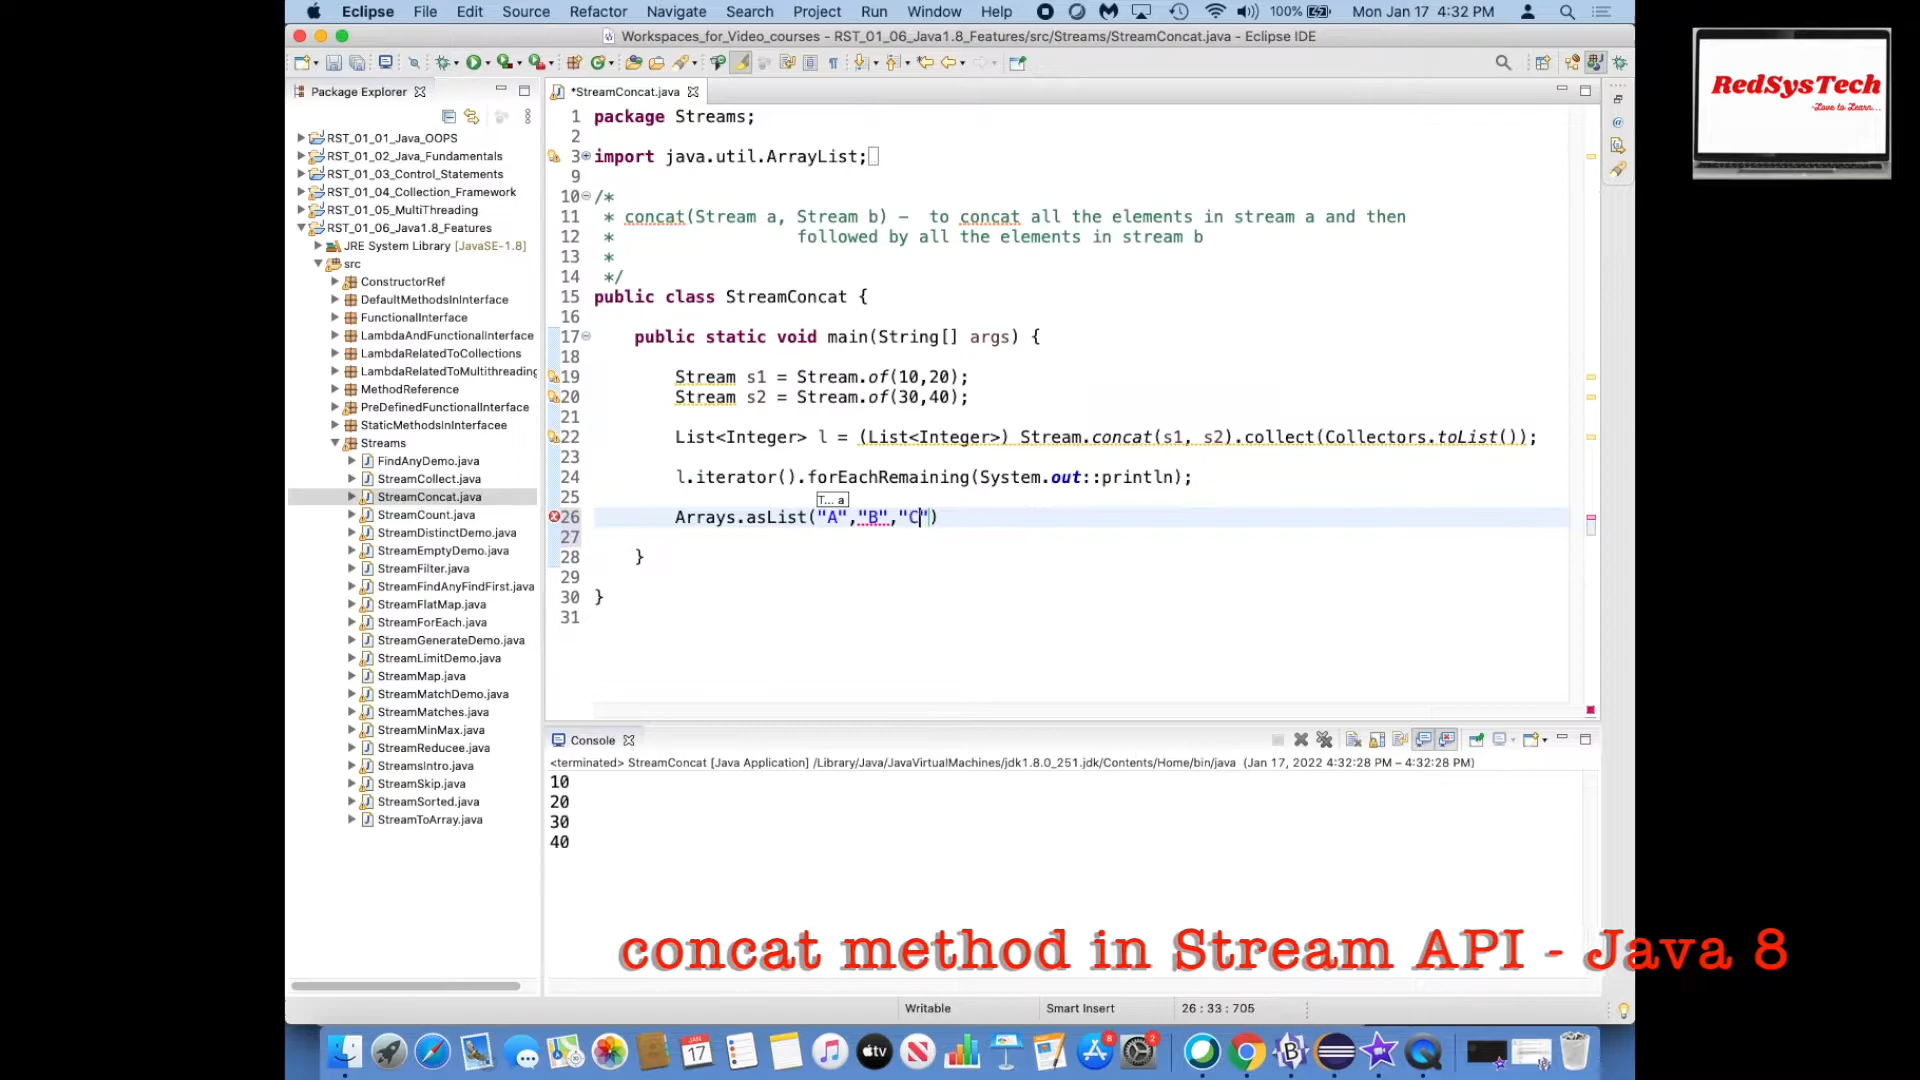 Eclipse File Edit Source Refactor Navigate Search Project Run Window Help 100% Mon Jan 17 4:32 PM
Workspaces_for_Video_courses - RST_01_06_Java1.8_Features/src/Streams/StreamConcat.java - Eclipse IDE
RedSysTech
-Love to Learn...
Package Explorer
RST_01_01_Java_OOPS
RST_01_02_Java_Fundamentals
RST_01_03_Control_Statements
RST_01_04_Collection_Framework
RST_01_05_MultiThreading
RST_01_06_Java1.8_Features
JRE System Library [JavaSE-1.8]
src
ConstructorRef
DefaultMethodsInInterface
FunctionalInterface
LambdaAndFunctionalInterface
LambdaRelatedToCollections
LambdaRelatedToMultithreading
MethodReference
PreDefinedFunctionalInterface
StaticMethodsInInterfacee
Streams
FindAnyDemo.java
StreamCollect.java
StreamConcat.java
StreamCount.java
StreamDistinctDemo.java
StreamEmptyDemo.java
StreamFilter.java
StreamFindAnyFindFirst.java
StreamFlatMap.java
StreamForEach.java
StreamGenerateDemo.java
StreamLimitDemo.java
StreamMap.java
StreamMatchDemo.java
StreamMatches.java
StreamMinMax.java
StreamReducee.java
StreamsIntro.java
StreamSkip.java
StreamSorted.java
StreamToArray.java
*StreamConcat.java
1 package Streams;
2
3 import java.util.ArrayList;
9
10 /*
11 * concat(Stream a, Stream b) – to concat all the elements in stream a and then
12 * followed by all the elements in stream b
13 *
14 */
15 public class StreamConcat {
16
17 public static void main(String[] args) {
18
19 Stream s1 = Stream.of(10,20);
20 Stream s2 = Stream.of(30,40);
21
22 List<Integer> l = (List<Integer>) Stream.concat(s1, s2).collect(Collectors.toList());
23
24 l.iterator().forEachRemaining(System.out::println);
25
T... a
26 Arrays.asList("A","B","C")
27
28 }
29
30 }
31
Console
<terminated> StreamConcat [Java Application] /Library/Java/JavaVirtualMachines/jdk1.8.0_251.jdk/Contents/Home/bin/java (Jan 17, 2022 4:32:28 PM – 4:32:28 PM)
10
20
30
40
concat method in Stream API - Java 8
Writable Smart Insert 26 : 33 : 705
JAN
17
tv
8
2